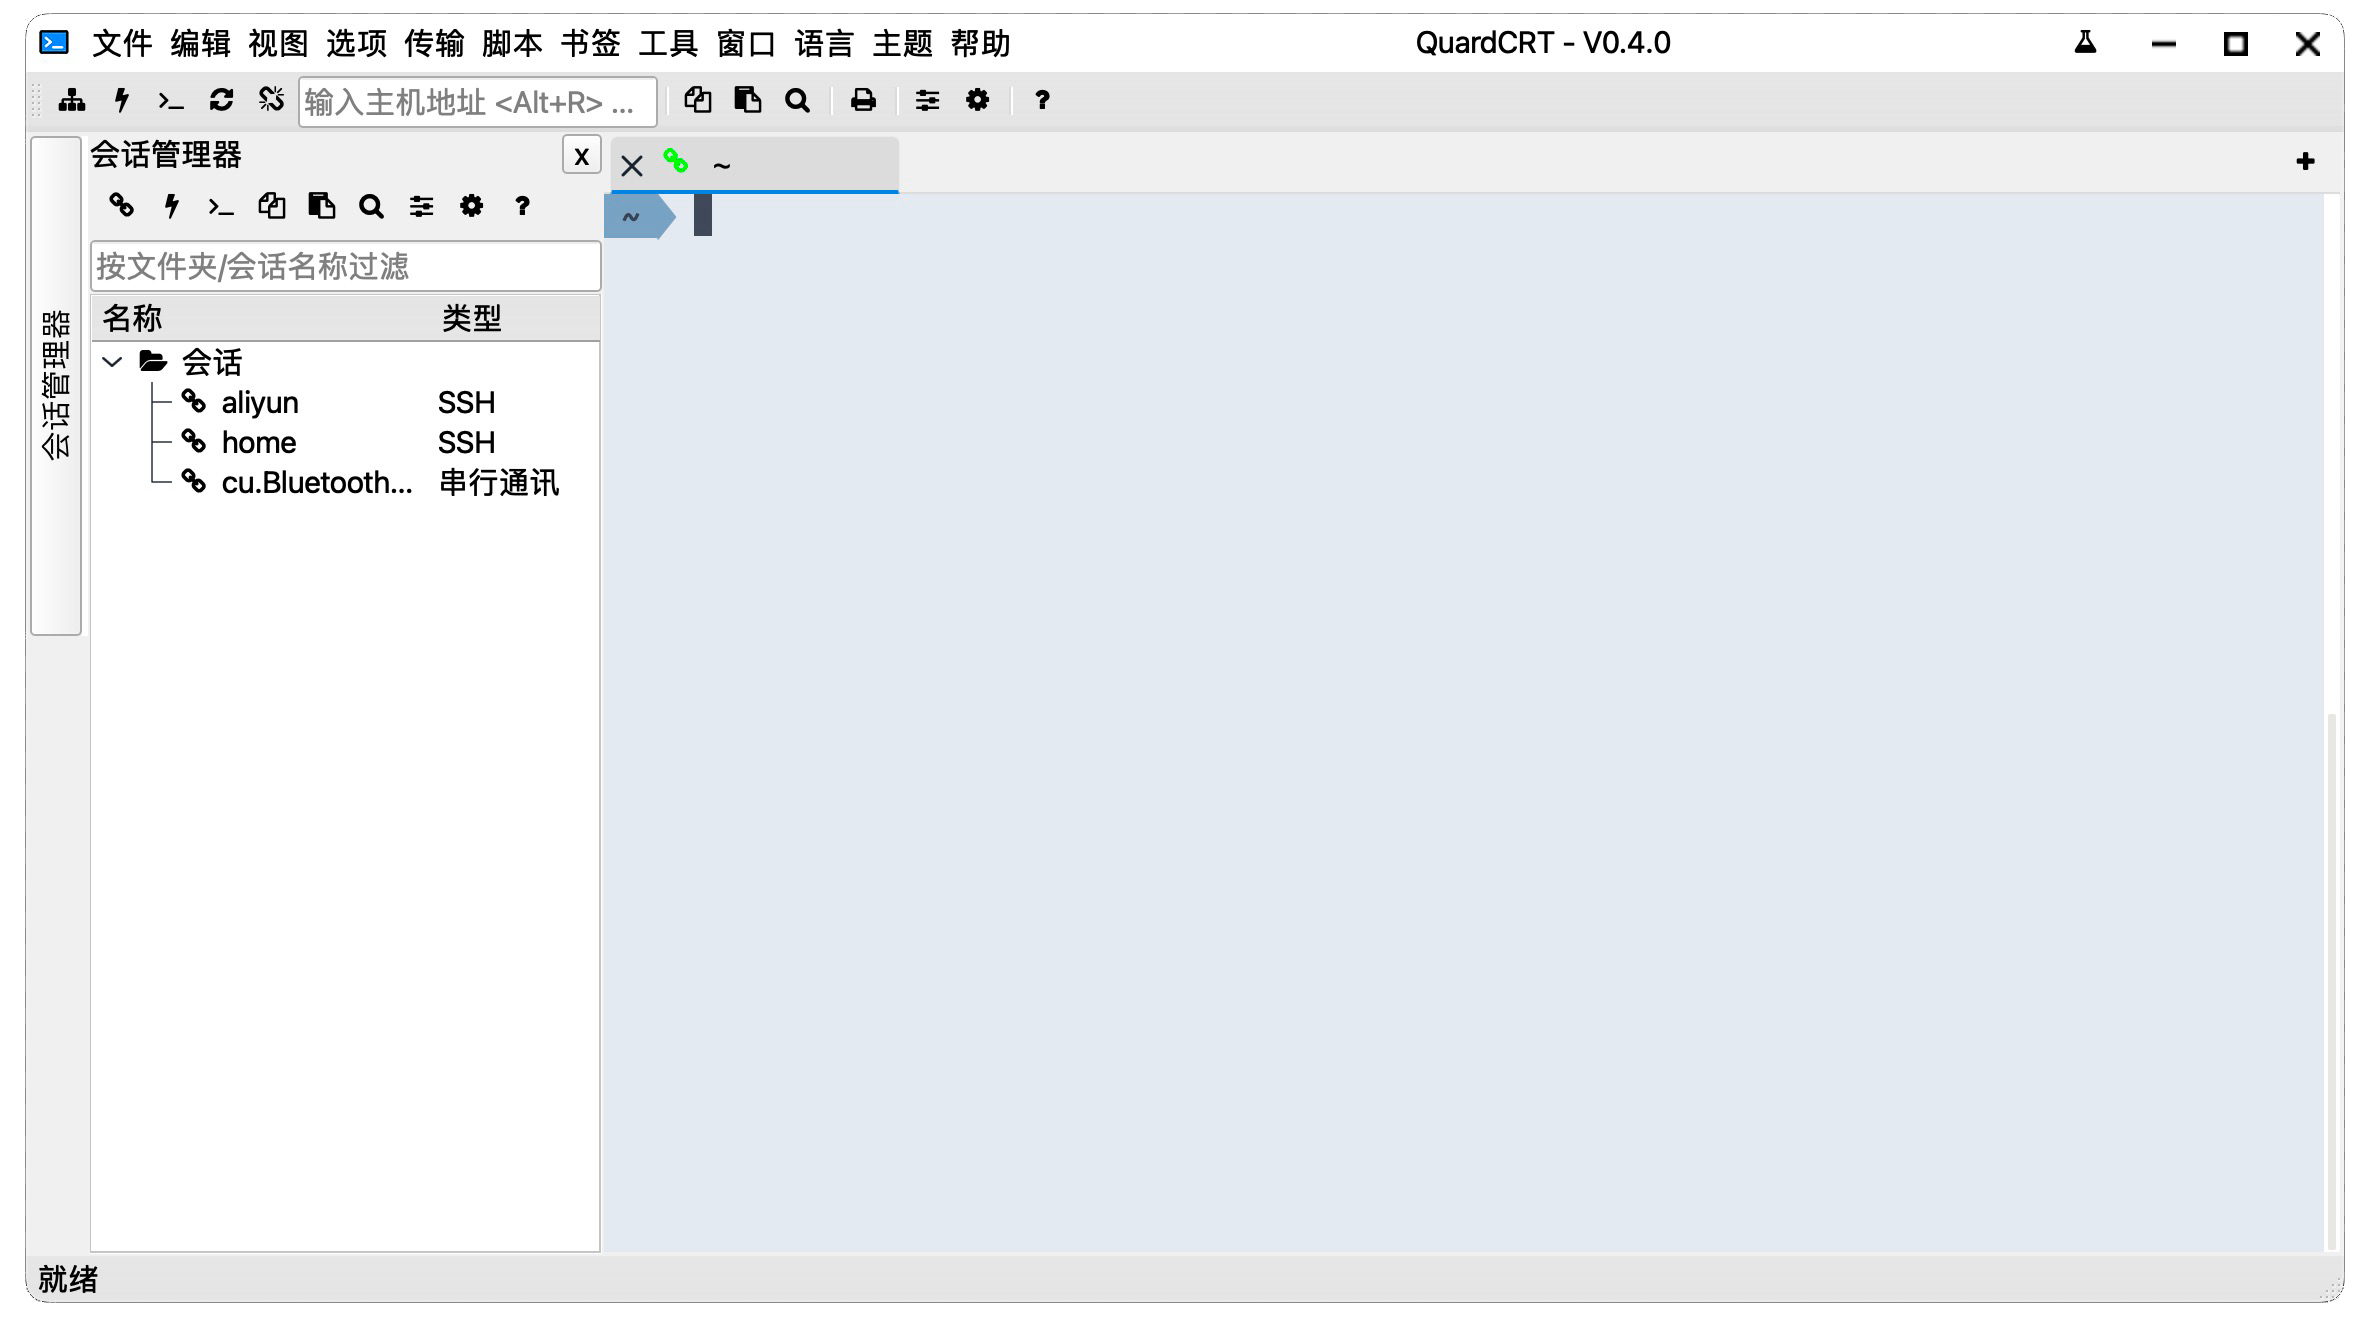 文件 编辑 视图 选项 传输 脚本 书签 工具 窗口 语言 主题 帮助
QuardCRT - V0.4.0
输入主机地址 <Alt+R> ...
会话管理器
会话管理器
x
~
按文件夹/会话名称过滤
名称 类型
会话
aliyun SSH
home SSH
cu.Bluetooth... 串行通讯
~
就绪